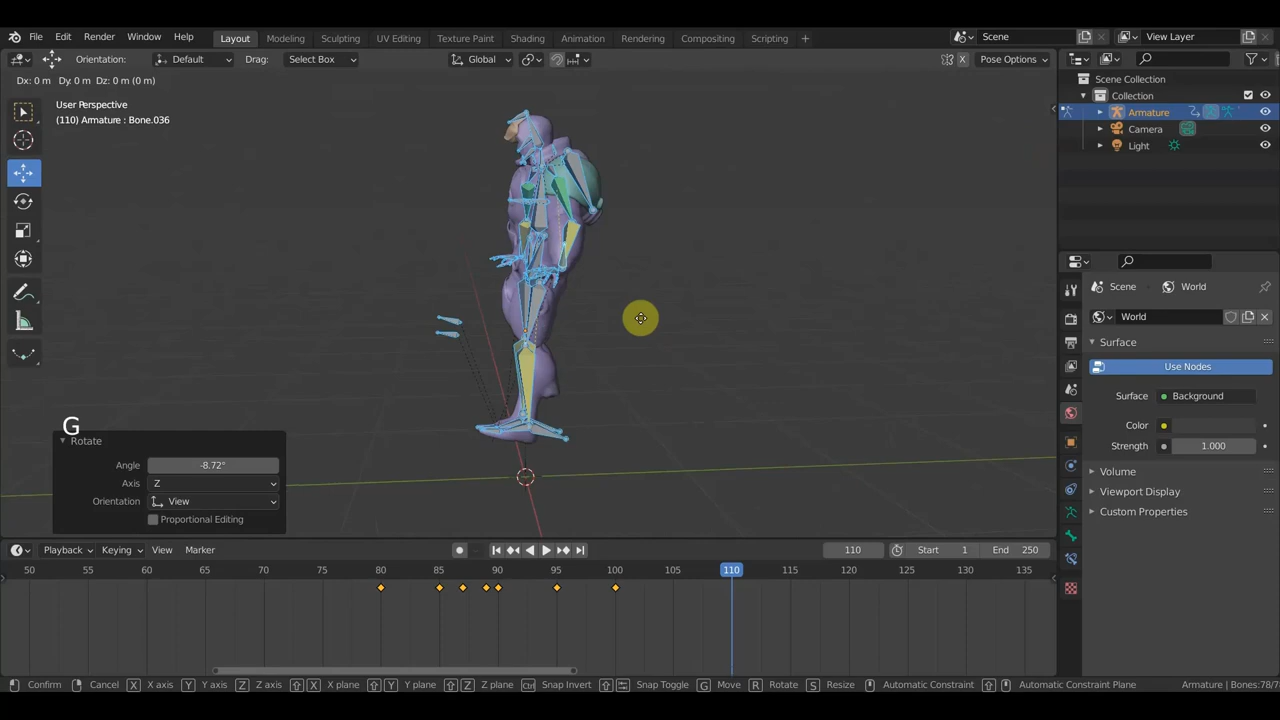 File Edit Render Window Help Layout Modeling Sculpting UV Editing Texture Paint Shading Animation Rendering Compositing Scripting + Scene View Layer
Orientation: Default Drag: Select Box Global X Pose Options
Dx: 0 m Dy: 0 m Dz: 0 m (0 m)
User Perspective
(110) Armature : Bone.036
Scene Collection
Collection
Armature
Camera
Light
Scene World
World
Surface
Use Nodes
Surface Background
Color
Strength 1.000
Volume
Viewport Display
Custom Properties
G
Rotate
Angle -8.72°
Axis Z
Orientation View
Proportional Editing
Playback Keying View Marker 110 Start 1 End 250
50 55 60 65 70 75 80 85 90 95 100 105 110 115 120 125 130 135
Confirm Cancel X X axis Y Y axis Z Z axis X X plane Y Y plane Z Z plane Ctrl Snap Invert Snap Toggle G Move R Rotate S Resize Automatic Constraint Automatic Constraint Plane Armature | Bones:78/7